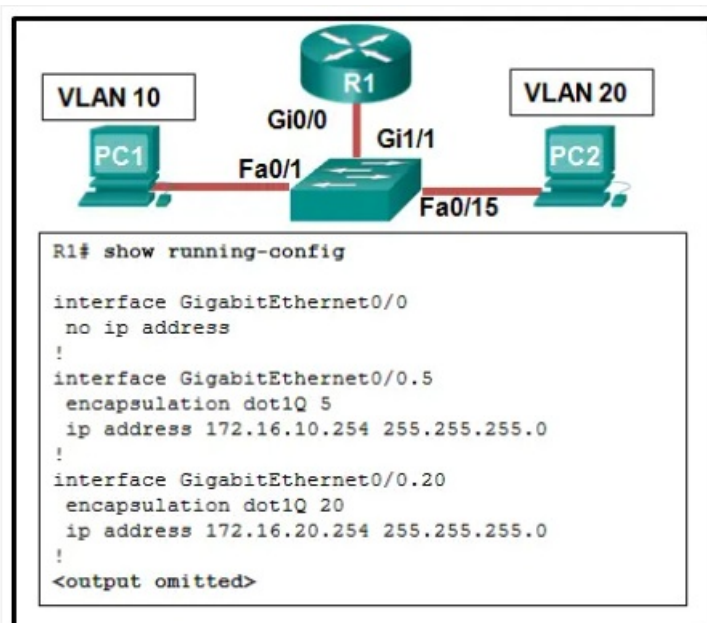 R1
VLAN 10
VLAN 20
Gi0/0
Gi1/1
PC1
PC2
Fa0/1
Fa0/15
R1# show running-config
interface GigabitEthernet0/0
no ip address
!
interface GigabitEthernet0/0.5
encapsulation dot1Q 5
ip address 172.16.10.254 255.255.255.0
!
interface GigabitEthernet0/0.20
encapsulation dot1Q 20
ip address 172.16.20.254 255.255.255.0
!
<output omitted>